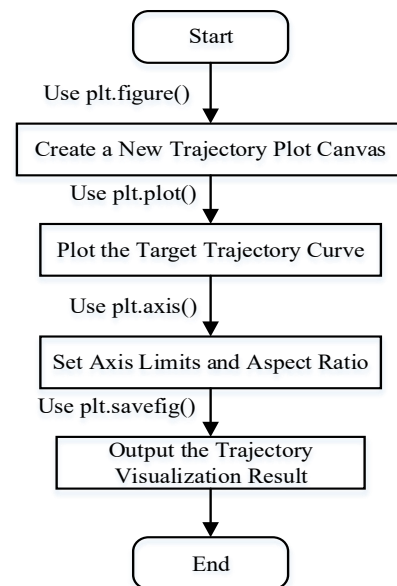 Start
Use plt.figure()
Create a New Trajectory Plot Canvas
Use plt.plot()
Plot the Target Trajectory Curve
Use plt.axis()
Set Axis Limits and Aspect Ratio
Use plt.savefig()
Output the Trajectory
Visualization Result
End